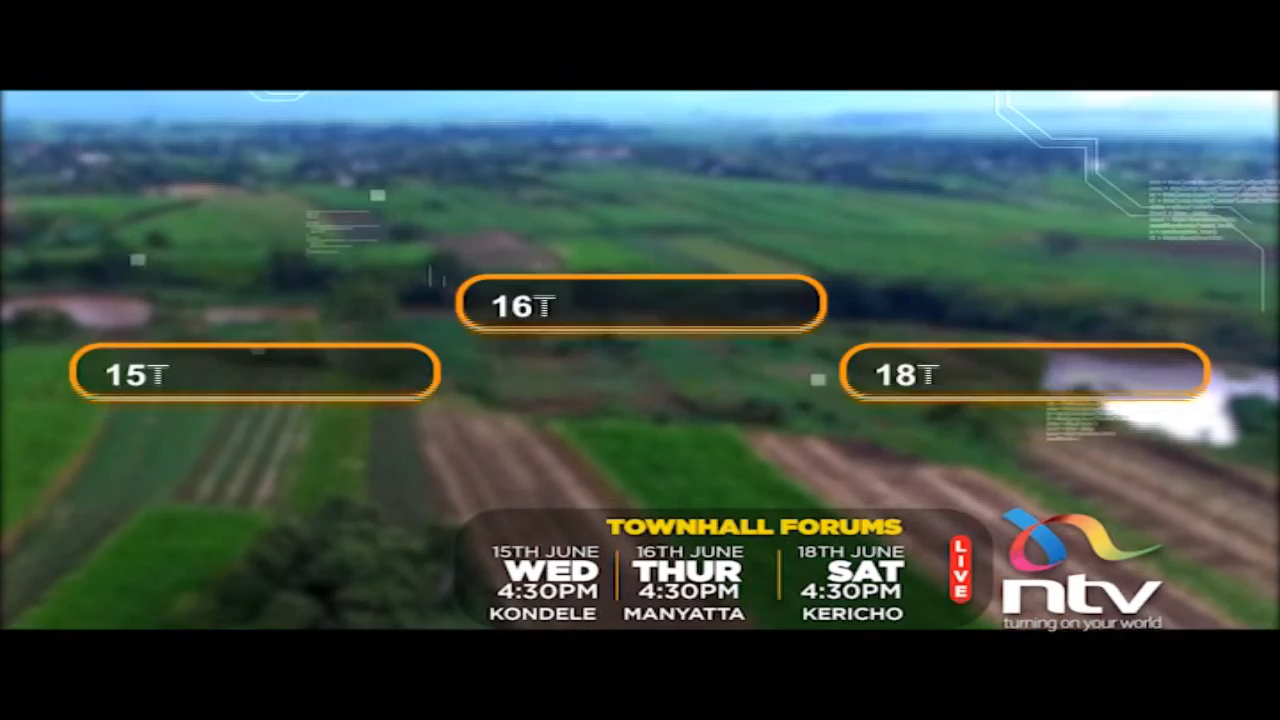 16T
15T
18T
TOWNHALL FORUMS
15TH JUNE
WED
4:30PM
KONDELE
16TH JUNE
THUR
4:30PM
MANYATTA
18TH JUNE
SAT
4:30PM
KERICHO
LIVE
ntv
turning on your world